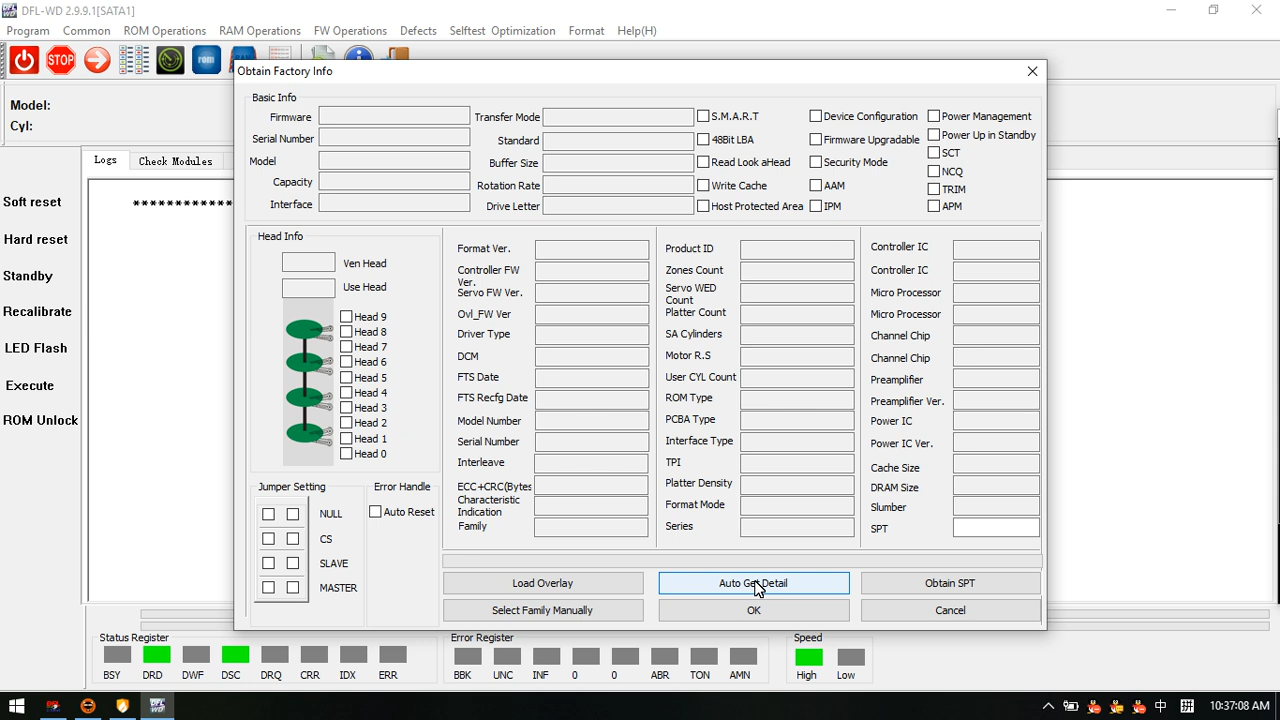 DFL-WD 2.9.9.1[SATA1]
Program Common ROM Operations RAM Operations FW Operations Defects Selftest Optimization Format Help(H)
STOP rom
Obtain Factory Info
Model:
Cyl:
Logs Check Modules
Soft reset
Hard reset
Standby
Recalibrate
LED Flash
Execute
ROM Unlock
************
Basic Info
Firmware Transfer Mode S.M.A.R.T Device Configuration Power Management
Serial Number Standard 48Bit LBA Firmware Upgradable Power Up in Standby
SCT
Model Buffer Size Read Look aHead Security Mode NCQ
Capacity Rotation Rate Write Cache AAM TRIM
Interface Drive Letter Host Protected Area IPM APM
Head Info
Ven Head
Use Head
Head 9
Head 8
Head 7
Head 6
Head 5
Head 4
Head 3
Head 2
Head 1
Head 0
Jumper Setting
NULL
CS
SLAVE
MASTER
Error Handle
Auto Reset
Format Ver.
Controller FW
Ver.
Servo FW Ver.
Ovl_FW Ver
Driver Type
DCM
FTS Date
FTS Recfg Date
Model Number
Serial Number
Interleave
ECC+CRC(Bytes
Characteristic
Indication
Family
Product ID
Zones Count
Servo WED
Count
Platter Count
SA Cylinders
Motor R.S
User CYL Count
ROM Type
PCBA Type
Interface Type
TPI
Platter Density
Format Mode
Series
Controller IC
Controller IC
Micro Processor
Micro Processor
Channel Chip
Channel Chip
Preamplifier
Preamplifier Ver.
Power IC
Power IC Ver.
Cache Size
DRAM Size
Slumber
SPT
Load Overlay Auto Get Detail Obtain SPT
Select Family Manually OK Cancel
Status Register
BSY DRD DWF DSC DRQ CRR IDX ERR
Error Register
BBK UNC INF 0 0 ABR TON AMN
Speed
High Low
中 拼 10:37:08 AM